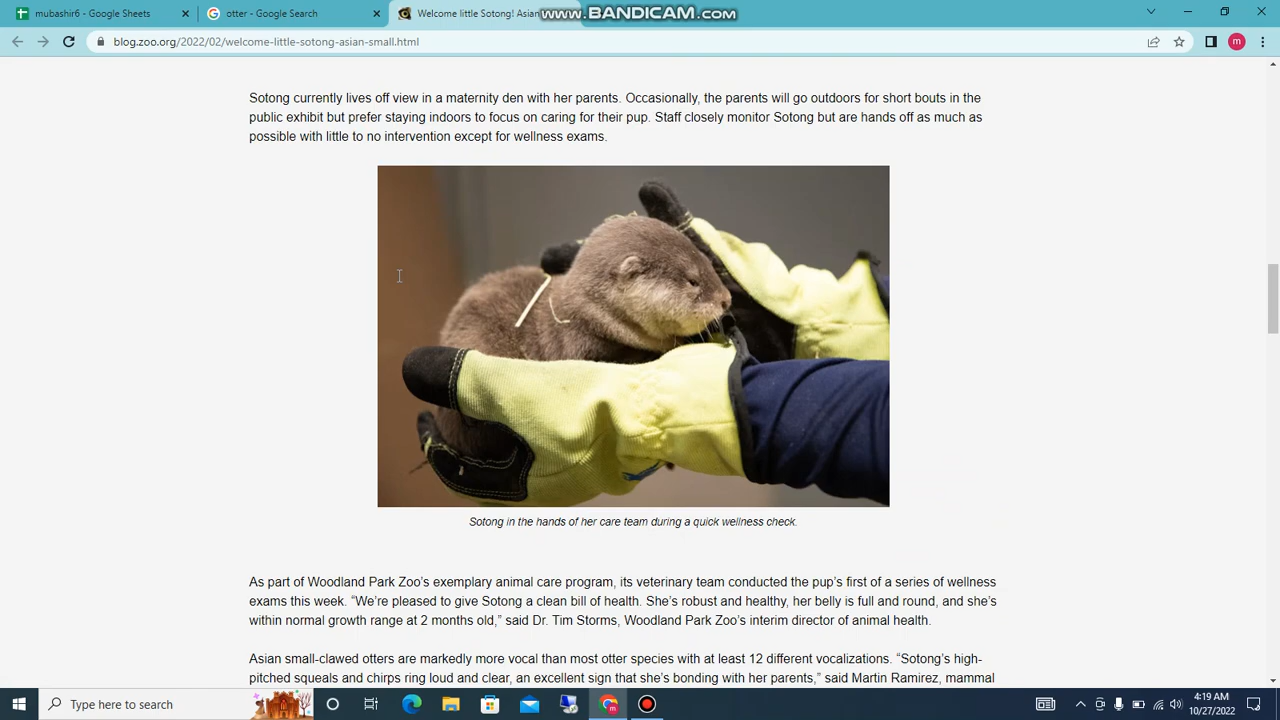 mubashir6 - Google Sheets
otter - Google Search
Welcome little Sotong! Asian
www.BANDICAM.com
blog.zoo.org/2022/02/welcome-little-sotong-asian-small.html
m
Sotong currently lives off view in a maternity den with her parents. Occasionally, the parents will go outdoors for short bouts in the
public exhibit but prefer staying indoors to focus on caring for their pup. Staff closely monitor Sotong but are hands off as much as
possible with little to no intervention except for wellness exams.
Sotong in the hands of her care team during a quick wellness check.
As part of Woodland Park Zoo's exemplary animal care program, its veterinary team conducted the pup's first of a series of wellness
exams this week. “We're pleased to give Sotong a clean bill of health. She's robust and healthy, her belly is full and round, and she's
within normal growth range at 2 months old,” said Dr. Tim Storms, Woodland Park Zoo's interim director of animal health.
Asian small-clawed otters are markedly more vocal than most otter species with at least 12 different vocalizations. “Sotong's high-
pitched squeals and chirps ring loud and clear, an excellent sign that she's bonding with her parents,” said Martin Ramirez, mammal
Type here to search
4:19 AM
10/27/2022